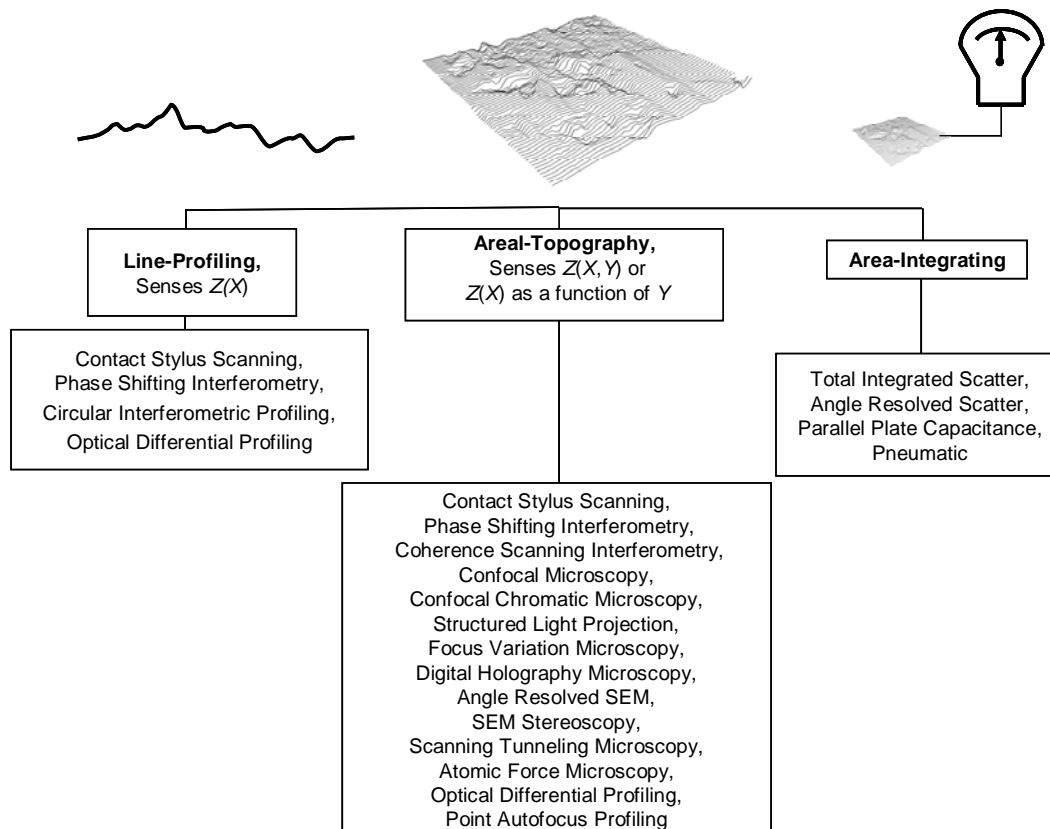 Line-Profiling,
Senses Z(X)
Areal-Topography,
Senses Z(X,Y) or
Z(X) as a function of Y
Area-Integrating
Contact Stylus Scanning,
Phase Shifting Interferometry,
Circular Interferometric Profiling,
Optical Differential Profiling
Contact Stylus Scanning,
Phase Shifting Interferometry,
Coherence Scanning Interferometry,
Confocal Microscopy,
Confocal Chromatic Microscopy,
Structured Light Projection,
Focus Variation Microscopy,
Digital Holography Microscopy,
Angle Resolved SEM,
SEM Stereoscopy,
Scanning Tunneling Microscopy,
Atomic Force Microscopy,
Optical Differential Profiling,
Point Autofocus Profiling
Total Integrated Scatter,
Angle Resolved Scatter,
Parallel Plate Capacitance,
Pneumatic